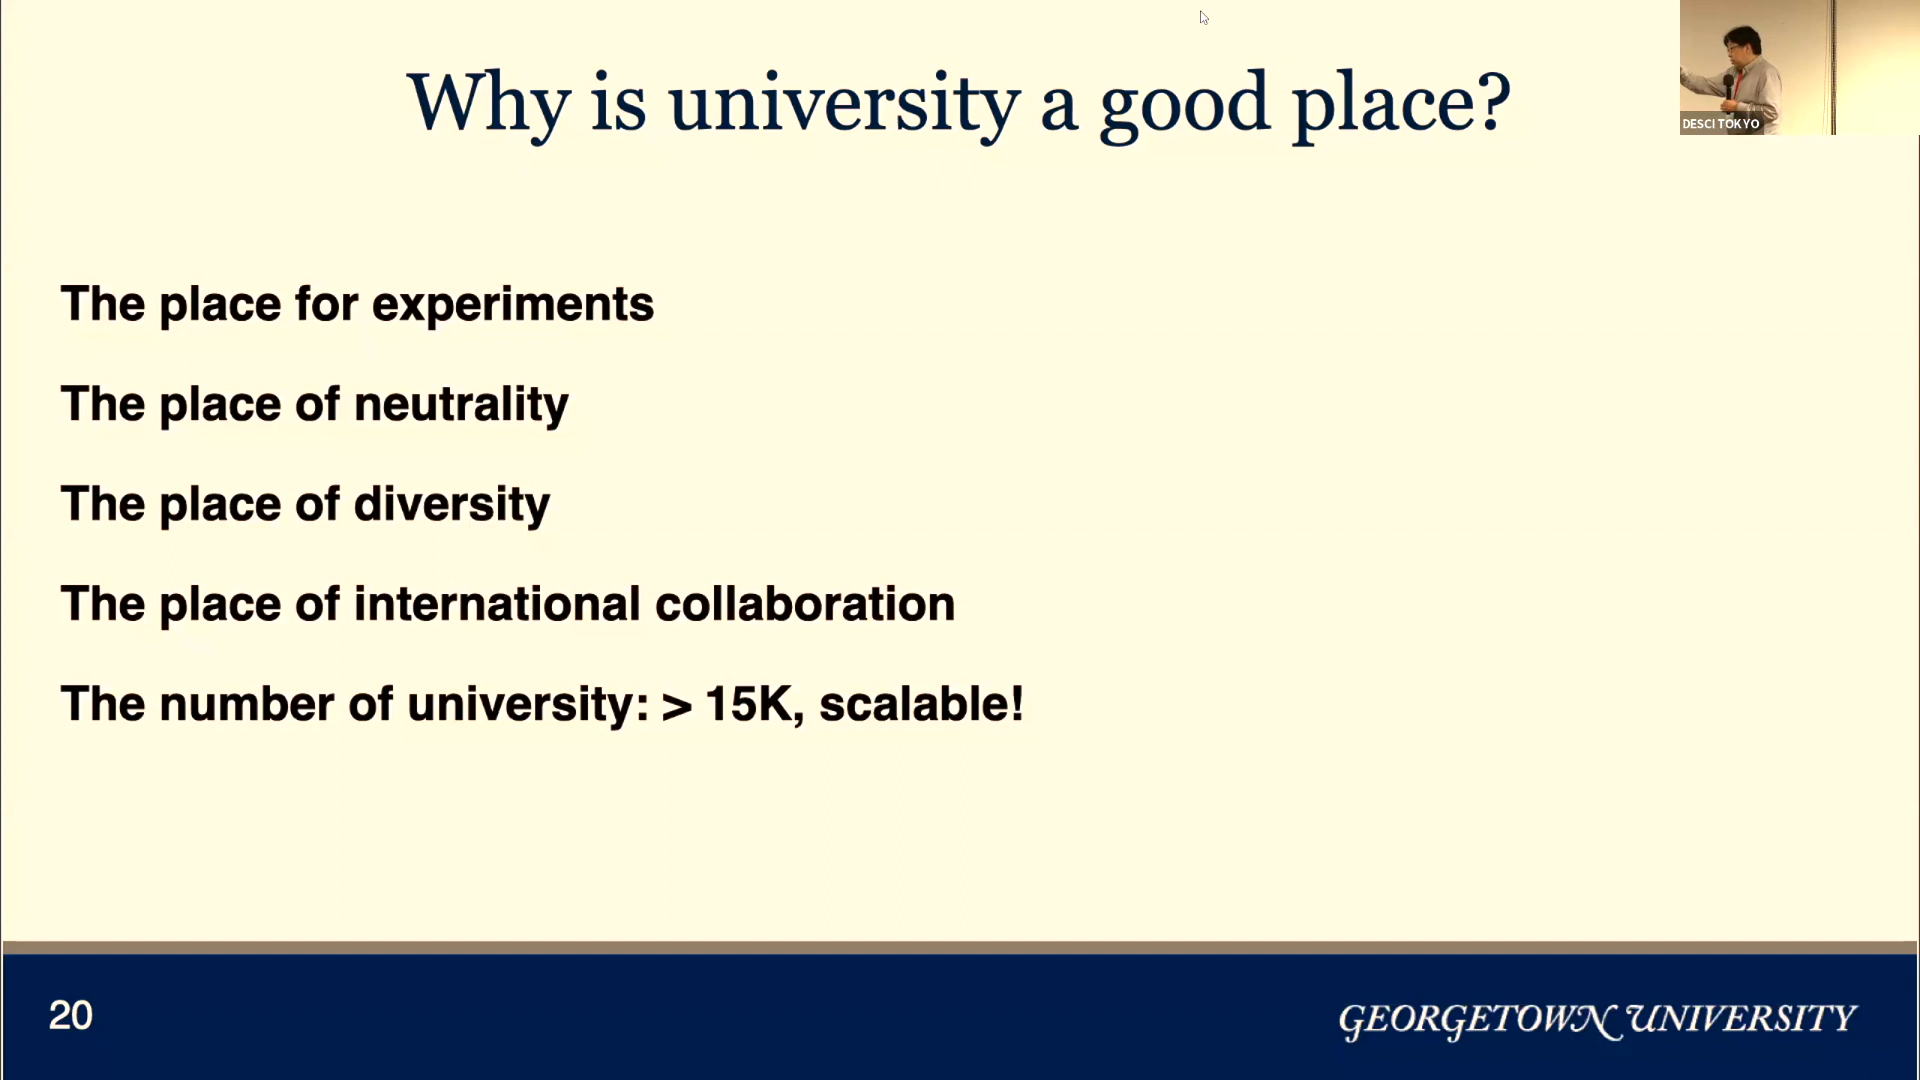 Why is university a good place?
DESCI TOKYO
The place for experiments
The place of neutrality
The place of diversity
The place of international collaboration
The number of university: > 15K, scalable!
20
GEORGETOWN UNIVERSITY